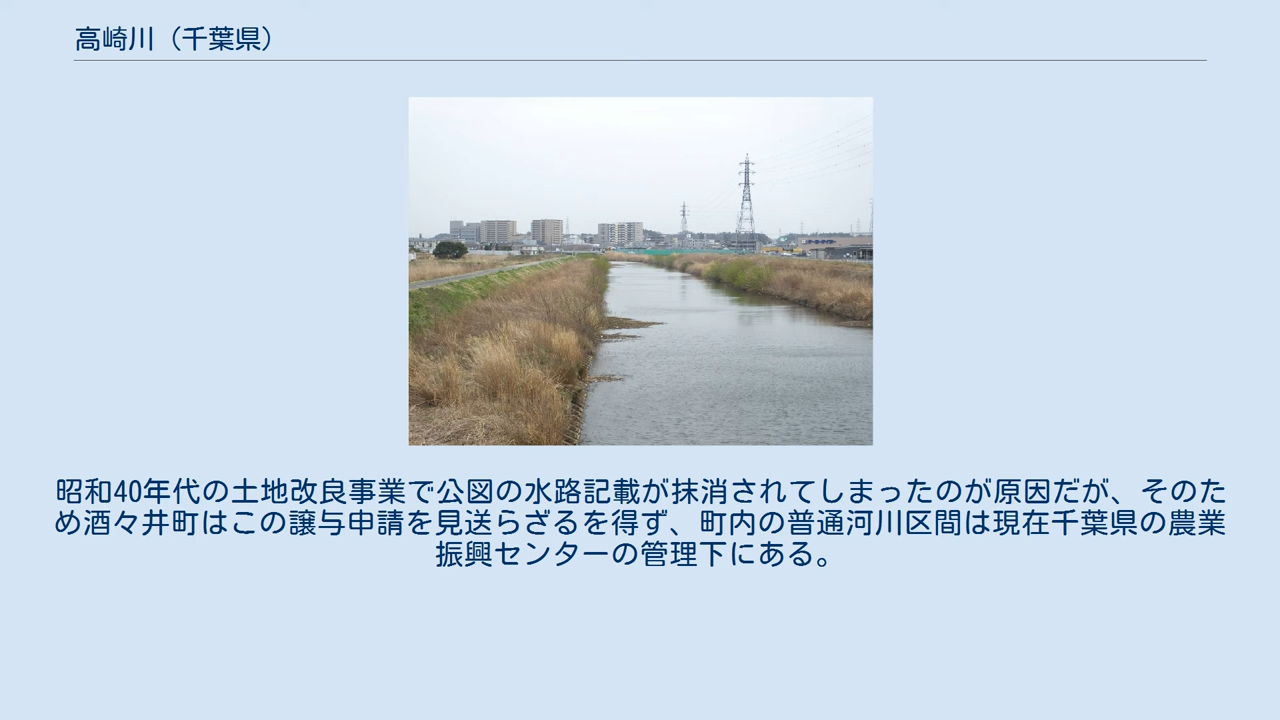 高崎川（千葉県）
昭和40年代の土地改良事業で公図の水路記載が抹消されてしまったのが原因だが、そのた
め酒々井町はこの譲与申請を見送らざるを得ず、町内の普通河川区間は現在千葉県の農業
振興センターの管理下にある。